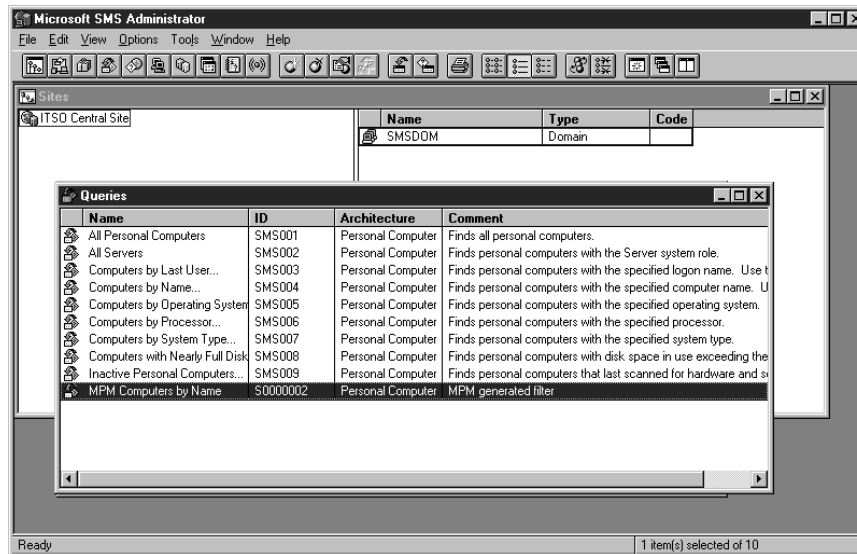 Microsoft SMS Administrator
File Edit View Options Tools Window Help
Sites
ITSO Central Site
Name Type Code
SMSDOM Domain
Queries
Name ID Architecture Comment
All Personal Computers SMS001 Personal Computer Finds all personal computers.
All Servers SMS002 Personal Computer Finds personal computers with the Server system role.
Computers by Last User... SMS003 Personal Computer Finds personal computers with the specified logon name. Use t
Computers by Name... SMS004 Personal Computer Finds personal computers with the specified computer name. U
Computers by Operating System SMS005 Personal Computer Finds personal computers with the specified operating system.
Computers by Processor... SMS006 Personal Computer Finds personal computers with the specified processor.
Computers by System Type... SMS007 Personal Computer Finds personal computers with the specified system type.
Computers with Nearly Full Disk SMS008 Personal Computer Finds personal computers with disk space in use exceeding the
Inactive Personal Computers... SMS009 Personal Computer Finds personal computers that last scanned for hardware and s
MPM Computers by Name S0000002 Personal Computer MPM generated filter
Ready 1 item(s) selected of 10